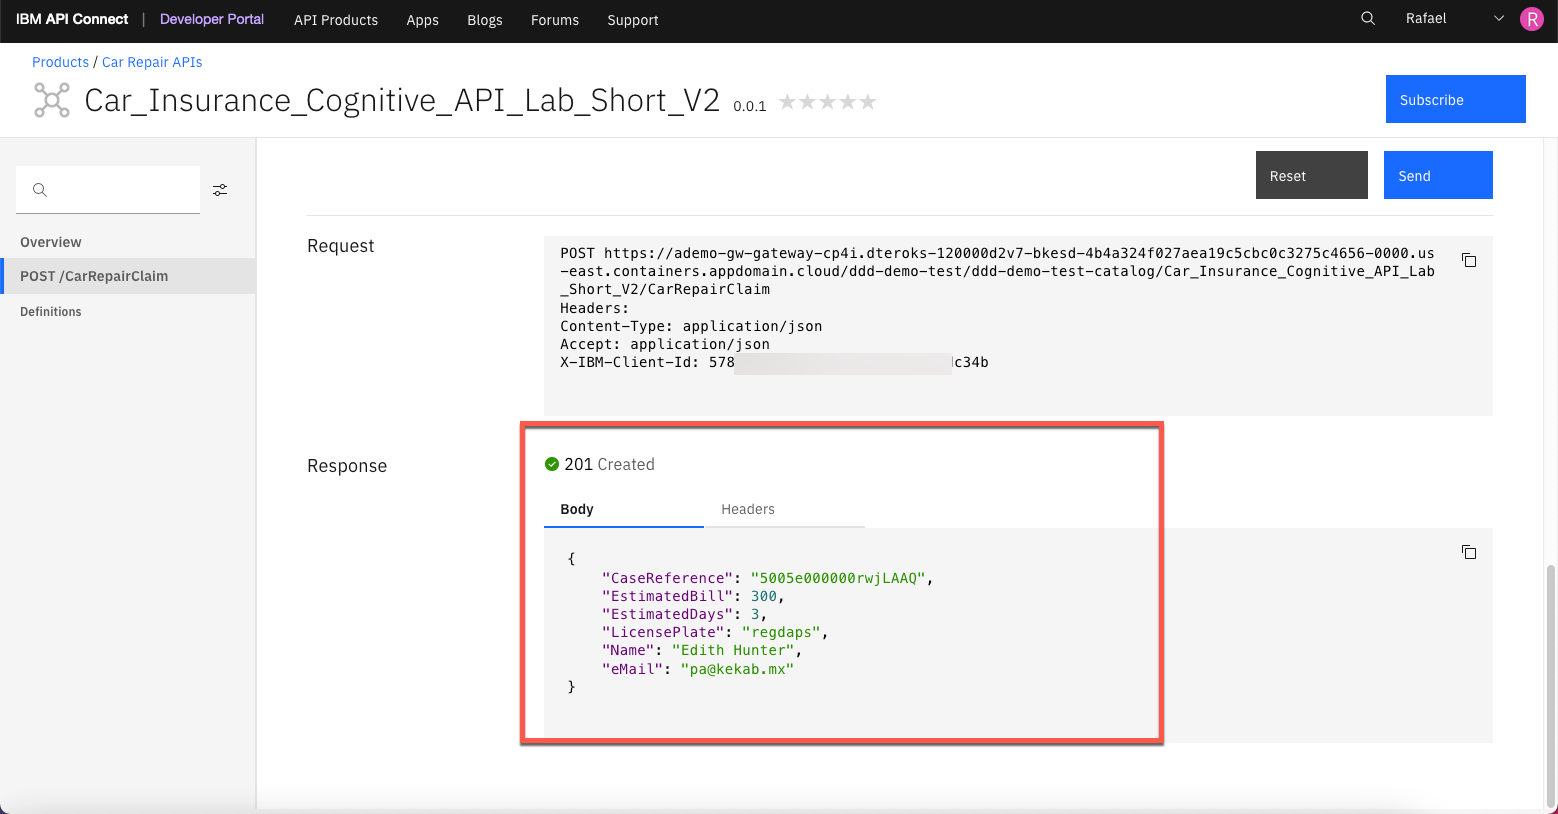 IBM API Connect | Developer Portal API Products Apps Blogs Forums Support Rafael R
Products / Car Repair APIs
Car_Insurance_Cognitive_API_Lab_Short_V2 0.0.1
Subscribe
Reset Send
Overview
POST /CarRepairClaim
Definitions
Request
POST https://ademo-gw-gateway-cp4i.dteroks-120000d2v7-bkesd-4b4a324f027aea19c5cbc0c3275c4656-0000.us
-east.containers.appdomain.cloud/ddd-demo-test/ddd-demo-test-catalog/Car_Insurance_Cognitive_API_Lab
_Short_V2/CarRepairClaim
Headers:
Content-Type: application/json
Accept: application/json
X-IBM-Client-Id: 578 c34b
Response
201 Created
Body Headers
{
"CaseReference": "5005e000000rwjLAAQ",
"EstimatedBill": 300,
"EstimatedDays": 3,
"LicensePlate": "regdaps",
"Name": "Edith Hunter",
"eMail": "pa@kekab.mx"
}